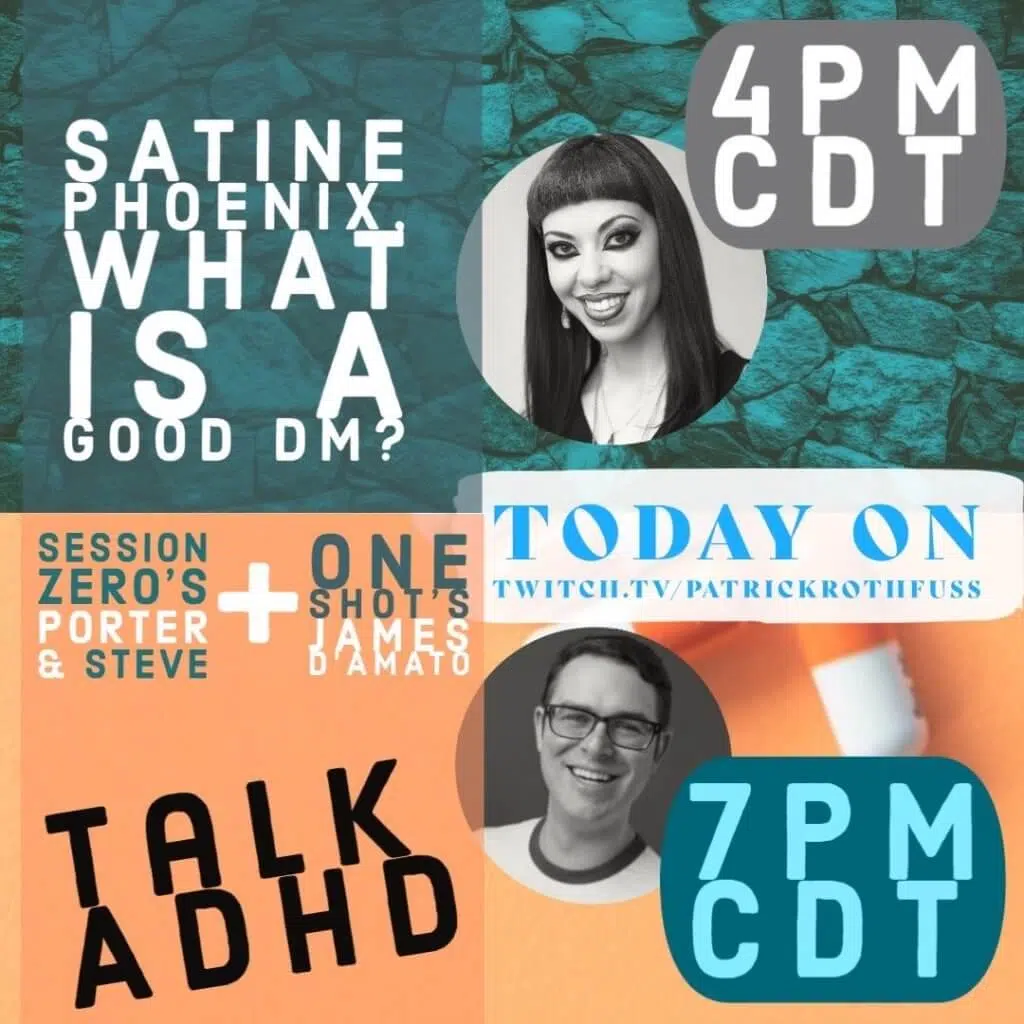 4PM
CDT
SATINE
PHOENIX.
WHAT
IS A
GOOD DM?
TODAY ON
TWITCH.TV/PATRICKROTHFUSS
SESSION
ZERO'S
PORTER
& STEVE
+
ONE
SHOT'S
JAMES
D'AMATO
TALK
ADHD
7PM
CDT